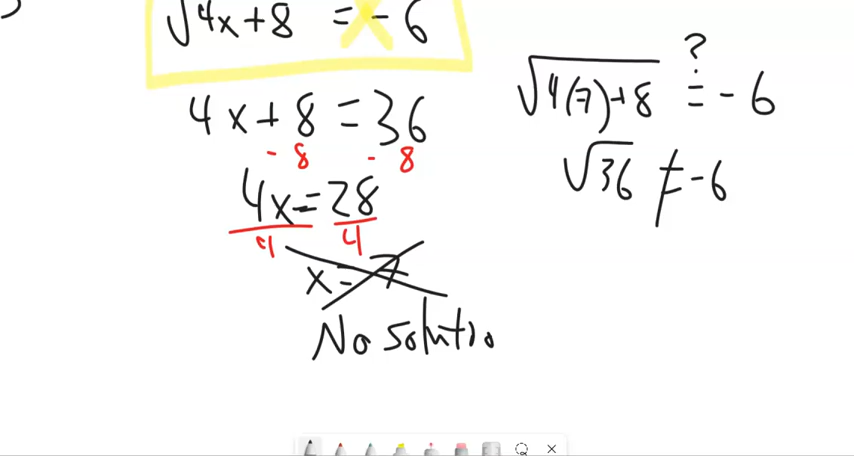 √4x+8 = -6
4x+8 = 36
- 8 - 8
4x = 28
4 4
x = 7
No solutio
?
√4(7)+8 = -6
√36 ≠ -6